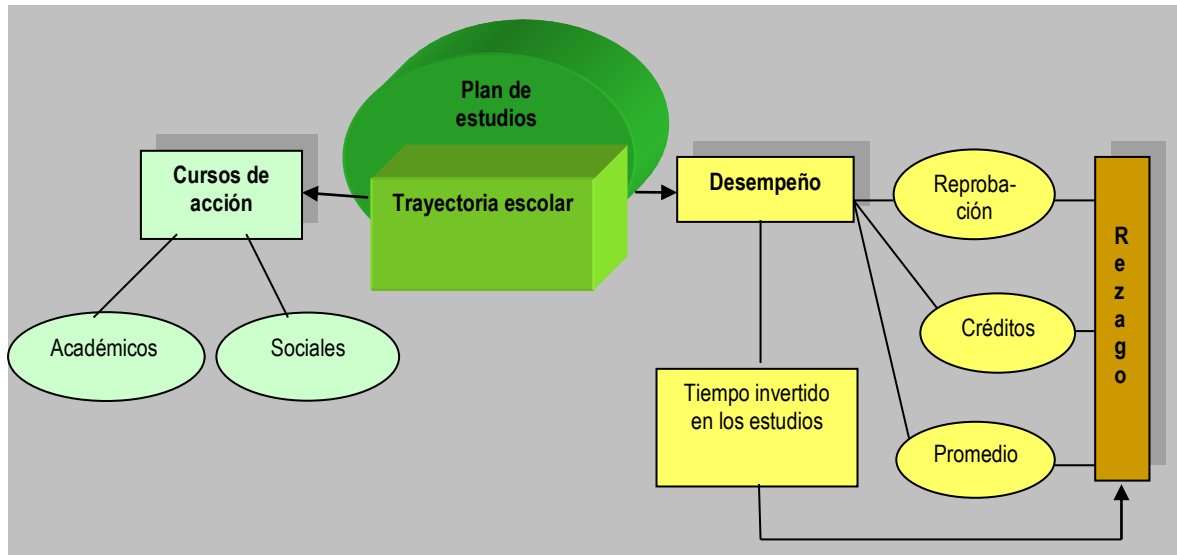 Plan de
estudios
Trayectoria escolar
Cursos de
acción
Académicos
Sociales
Desempeño
Tiempo invertido
en los estudios
Reproba-
ción
Créditos
Promedio
R
e
z
a
g
o